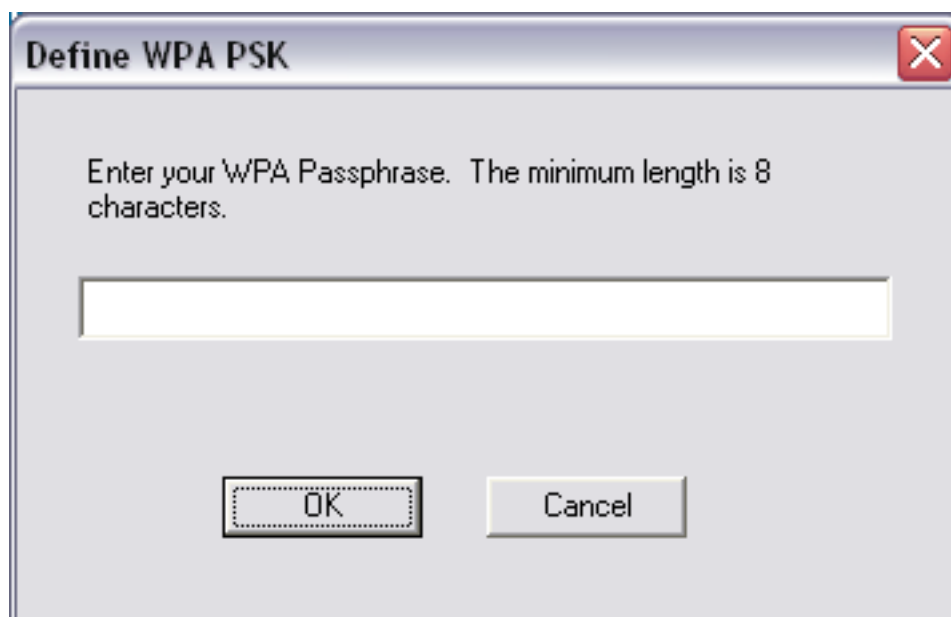 Define WPA PSK
Enter your WPA Passphrase.  The minimum length is 8
characters.
OK
Cancel